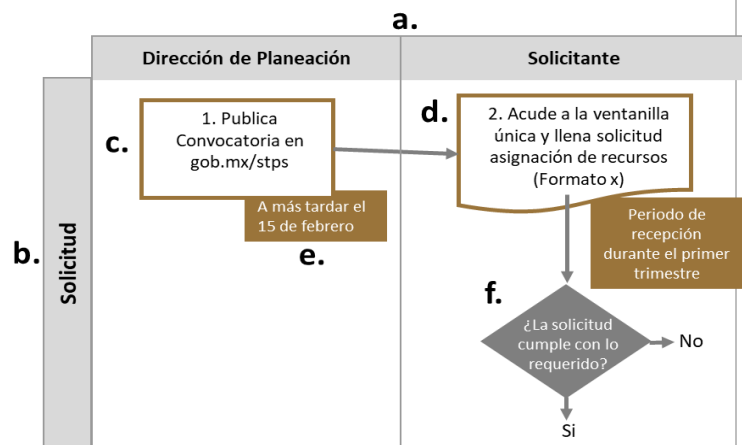 a.
Dirección de Planeación
Solicitante
b.
Solicitud
c.
1. Publica
Convocatoria en
gob.mx/stps
A más tardar el
15 de febrero
e.
d.
2. Acude a la ventanilla
única y llena solicitud
asignación de recursos
(Formato x)
Periodo de
recepción
durante el primer
trimestre
f.
¿La solicitud
cumple con lo
requerido?
No
Si